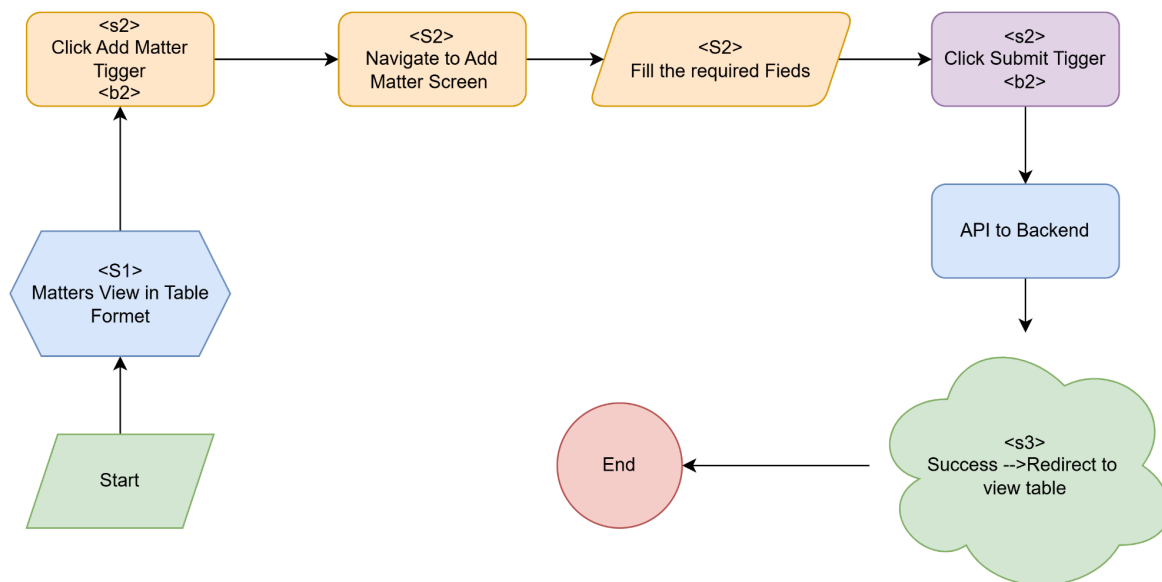 <s2>
Click Add Matter
Tigger
<b2>
<S2>
Navigate to Add
Matter Screen
<S2>
Fill the required Fieds
<s2>
Click Submit Tigger
<b2>
API to Backend
<S1>
Matters View in Table
Formet
Start
End
<s3>
Success -->Redirect to
view table